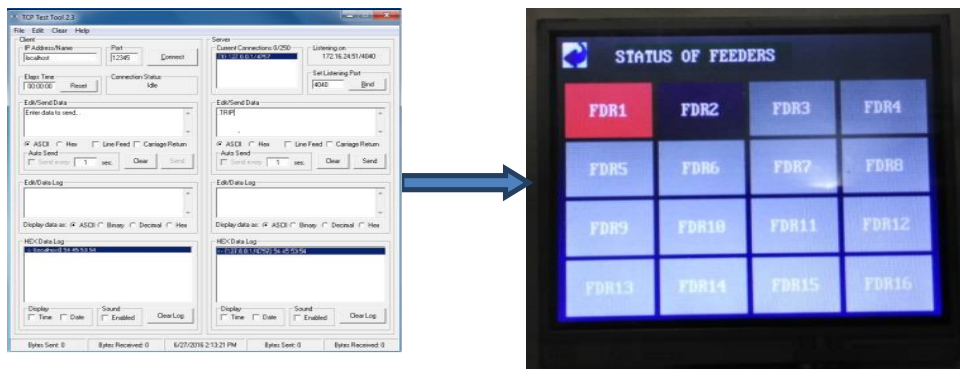 TCP Test Tool 2.3
File Edit Clear Help
Client
IP Address/Name
localhost
Port
12345
Connect
Elaps Time
00:00:00
Reset
Connection Status
Idle
Edit/Send Data
Enter data to send...
ASCII Hex Line Feed Carriage Return
Auto Send
Send every 1 sec.
Clear
Send
Edit/Data Log
Display data as: ASCII Binary Decimal Hex
HEX Data Log
54 45 53 54
Display
Time Date
Sound
Enabled
Clear Log
Server
Current Connections 0/250
Listening on
172.16.24.51/4040
Set Listening Port
4040
Bind
Edit/Send Data
.TRIP
ASCII Hex Line Feed Carriage Return
Auto Send
Send every 1 sec.
Clear
Send
Edit/Data Log
Display data as: ASCII Binary Decimal Hex
HEX Data Log
54 45 53 54
Display
Time Date
Sound
Enabled
Clear Log
Bytes Sent: 0 Bytes Received: 0 6/27/2016 2:13:21 PM Bytes Sent: 0 Bytes Received: 0
STATUS OF FEEDERS
FDR1 FDR2 FDR3 FDR4
FDR5 FDR6 FDR7 FDR8
FDR9 FDR10 FDR11 FDR12
FDR13 FDR14 FDR15 FDR16